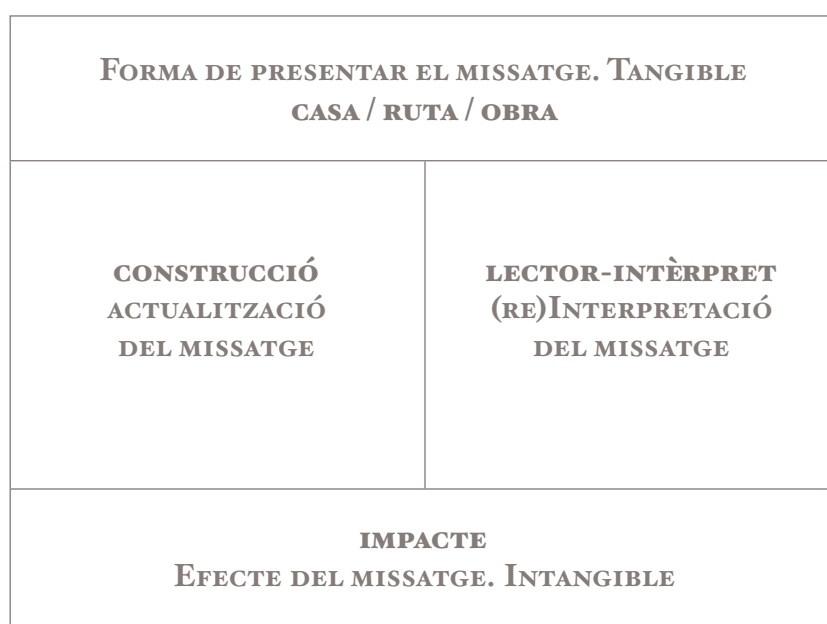 Forma de presentar el missatge. Tangible
casa / ruta / obra
construcció
actualització
del missatge
lector-intèrpret
(re)Interpretació
del missatge
impacte
Efecte del missatge. Intangible